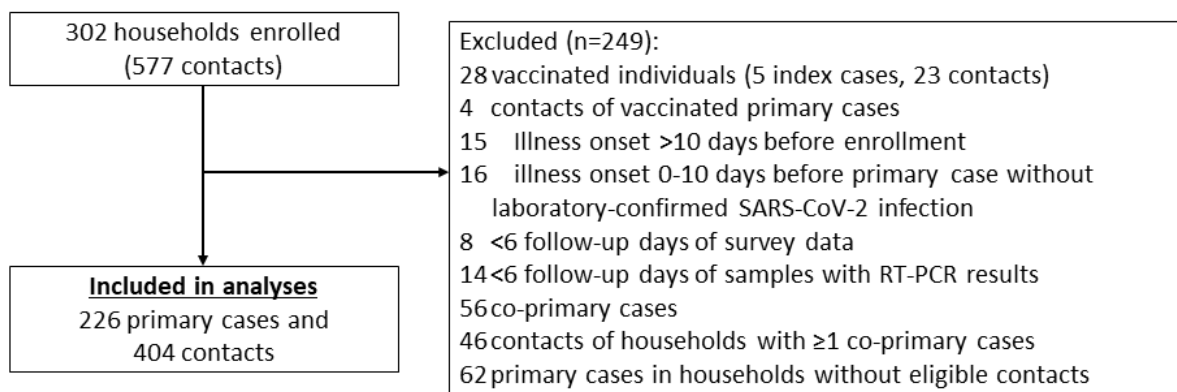 302 households enrolled
(577 contacts)
Excluded (n=249):
28 vaccinated individuals (5 index cases, 23 contacts)
4 contacts of vaccinated primary cases
15 Illness onset >10 days before enrollment
16 illness onset 0-10 days before primary case without
laboratory-confirmed SARS-CoV-2 infection
8 <6 follow-up days of survey data
14 <6 follow-up days of samples with RT-PCR results
56 co-primary cases
46 contacts of households with ≥1 co-primary cases
62 primary cases in households without eligible contacts
Included in analyses
226 primary cases and
404 contacts